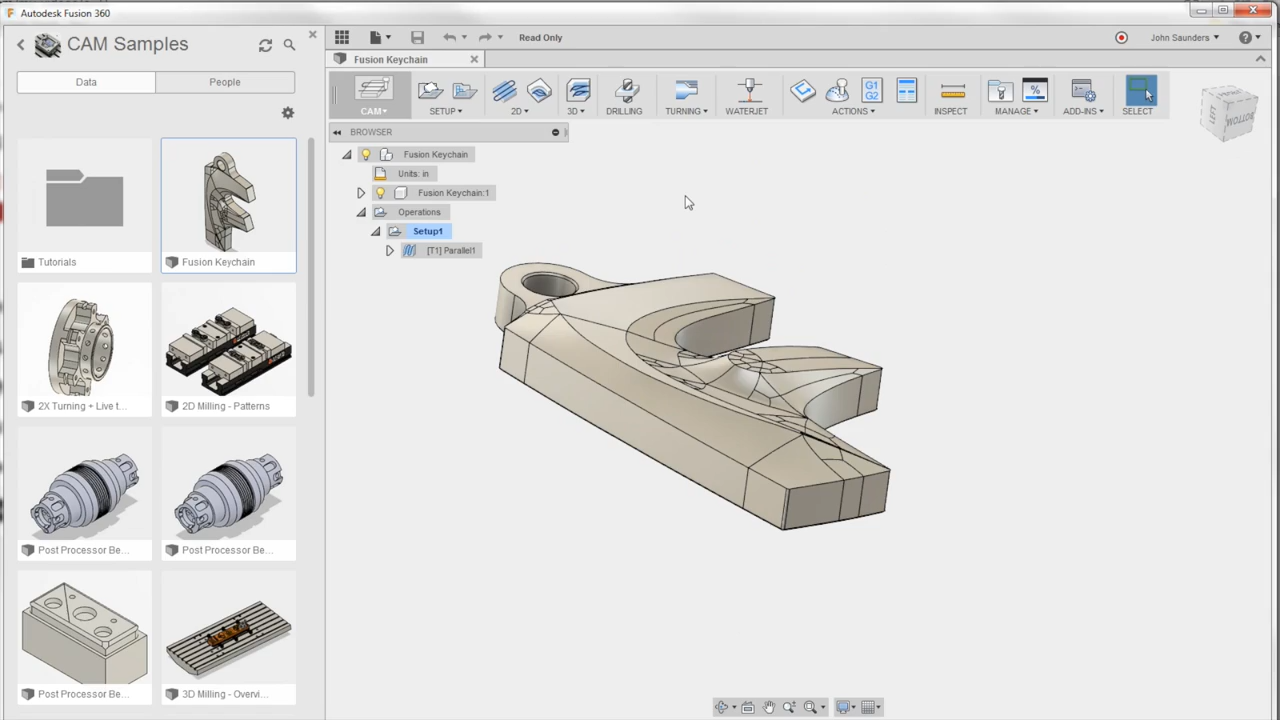 Autodesk Fusion 360
CAM Samples
Read Only
John Saunders
Data
People
Fusion Keychain
CAM
SETUP
2D
3D
DRILLING
TURNING
WATERJET
G1
G2
ACTIONS
INSPECT
%
MANAGE
ADD-INS
SELECT
BROWSER
BOTTOM
Fusion Keychain
Units: in
Fusion Keychain:1
Operations
Setup1
[T1] Parallel1
Tutorials
Fusion Keychain
2X Turning + Live t...
2D Milling - Patterns
Post Processor Be...
Post Processor Be...
Post Processor Be...
3D Milling - Overvi...